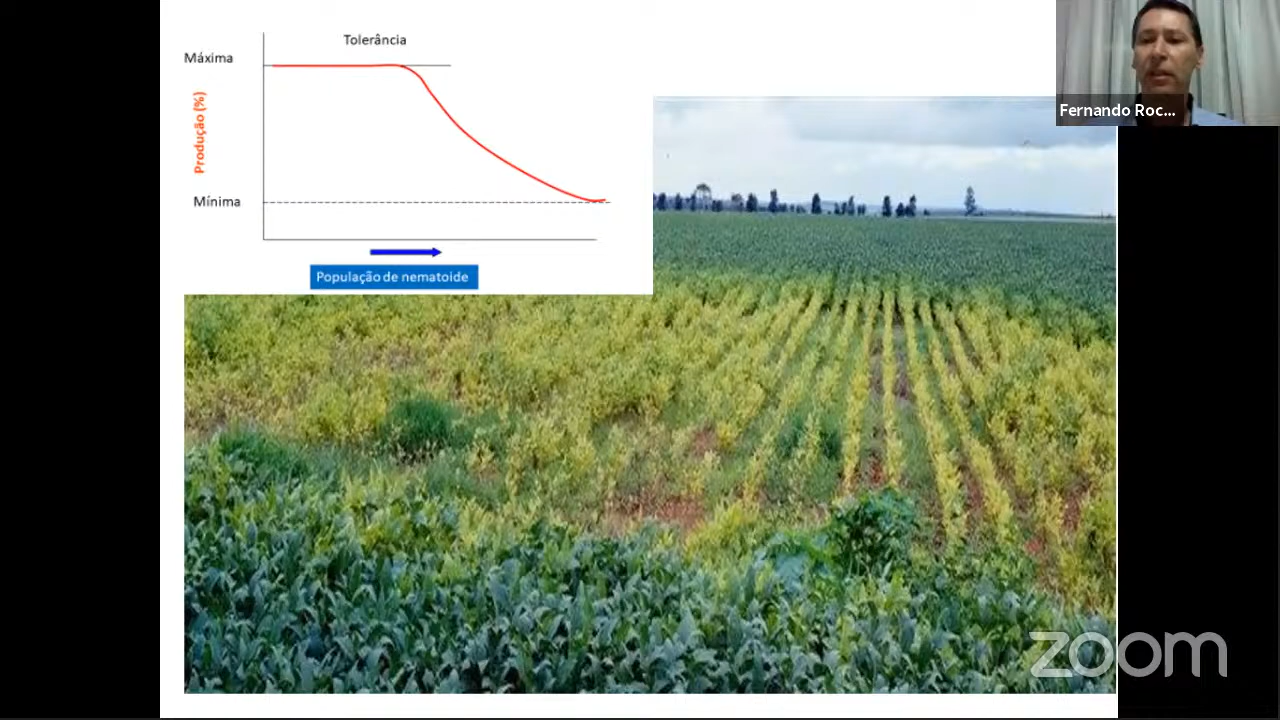 Tolerância
Máxima
Produção (%)
Mínima
População de nematoide
Fernando Roc...
zoom